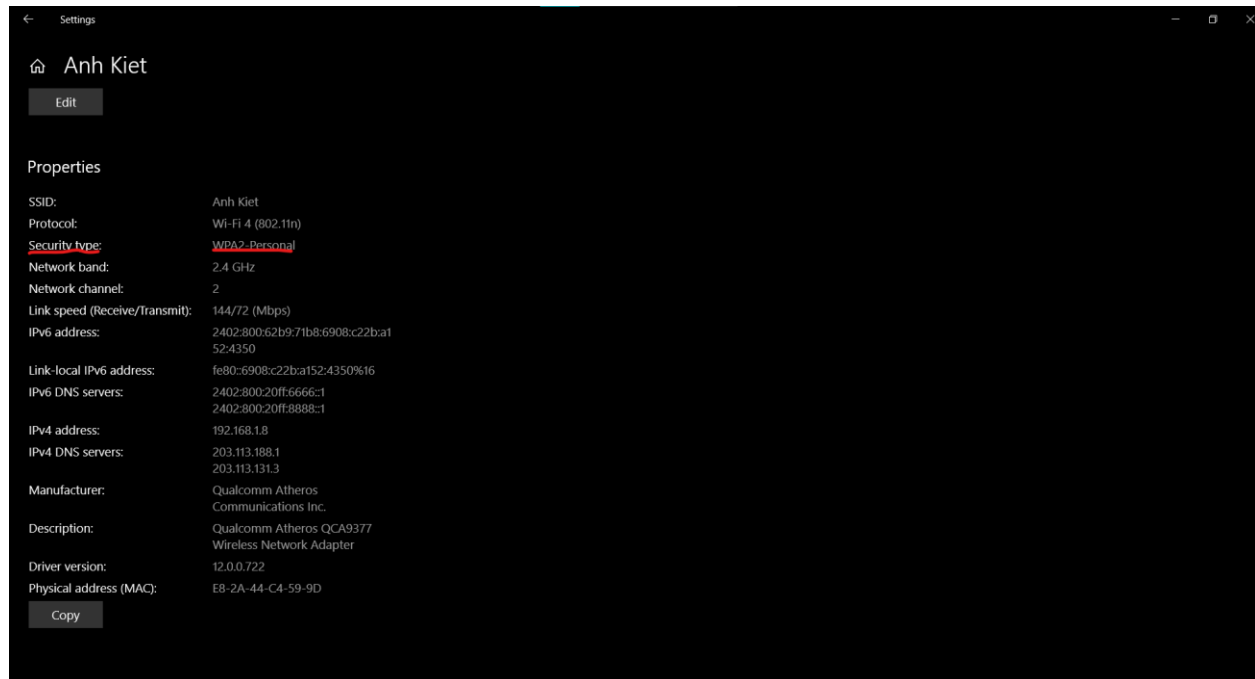 Settings
Anh Kiet
Edit
Properties
SSID: Anh Kiet
Protocol: Wi-Fi 4 (802.11n)
Security type: WPA2-Personal
Network band: 2.4 GHz
Network channel: 2
Link speed (Receive/Transmit): 144/72 (Mbps)
IPv6 address: 2402:800:62b9:71b8:6908:c22b:a1
52:4350
Link-local IPv6 address: fe80::6908:c22b:a152:4350%16
IPv6 DNS servers: 2402:800:20ff:6666::1
2402:800:20ff:8888::1
IPv4 address: 192.168.1.8
IPv4 DNS servers: 203.113.188.1
203.113.131.3
Manufacturer: Qualcomm Atheros
Communications Inc.
Description: Qualcomm Atheros QCA9377
Wireless Network Adapter
Driver version: 12.0.0.722
Physical address (MAC): E8-2A-44-C4-59-9D
Copy